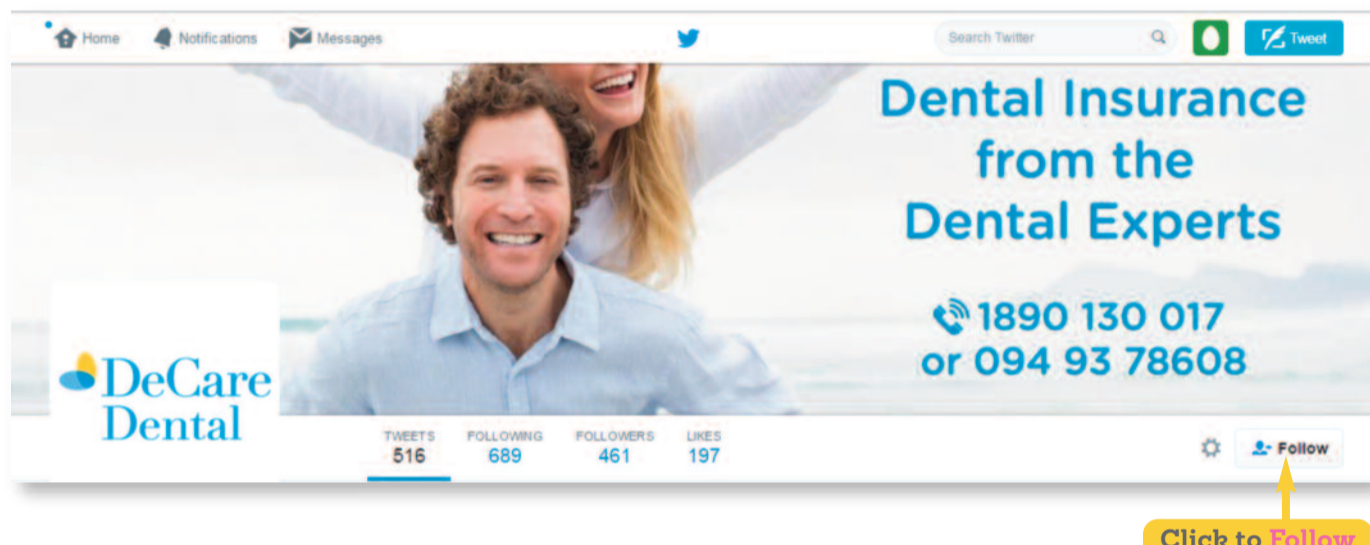 Home Notifications Messages Search Twitter Tweet
Dental Insurance
from the
Dental Experts
1890 130 017
or 094 93 78608
DeCare
Dental
TWEETS FOLLOWING FOLLOWERS LIKES
516 689 461 197
Follow
Click to Follow